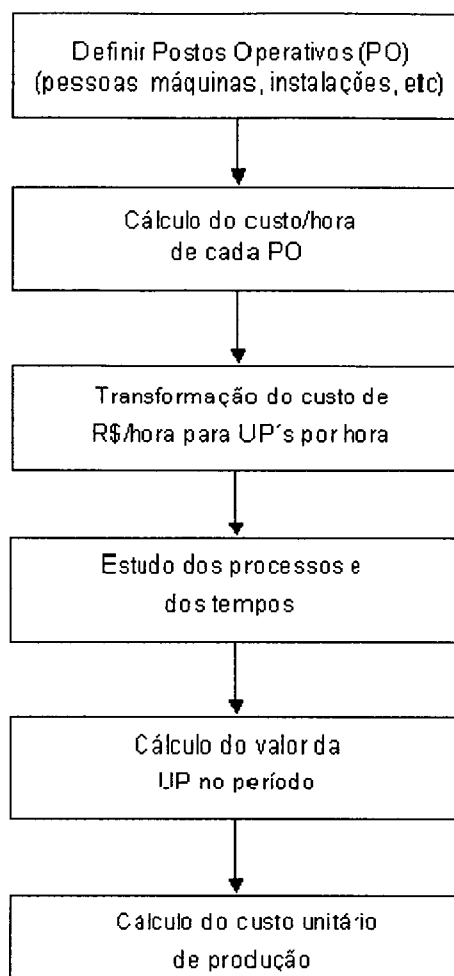 Definir Postos Operativos (PO)
(pessoas máquinas, instalações, etc)
Cálculo do custo/hora
de cada PO
Transformação do custo de
R$/hora para UP´s por hora
Estudo dos processos e
dos tempos
Cálculo do valor da
UP no período
Cálculo do custo unitário
de produção